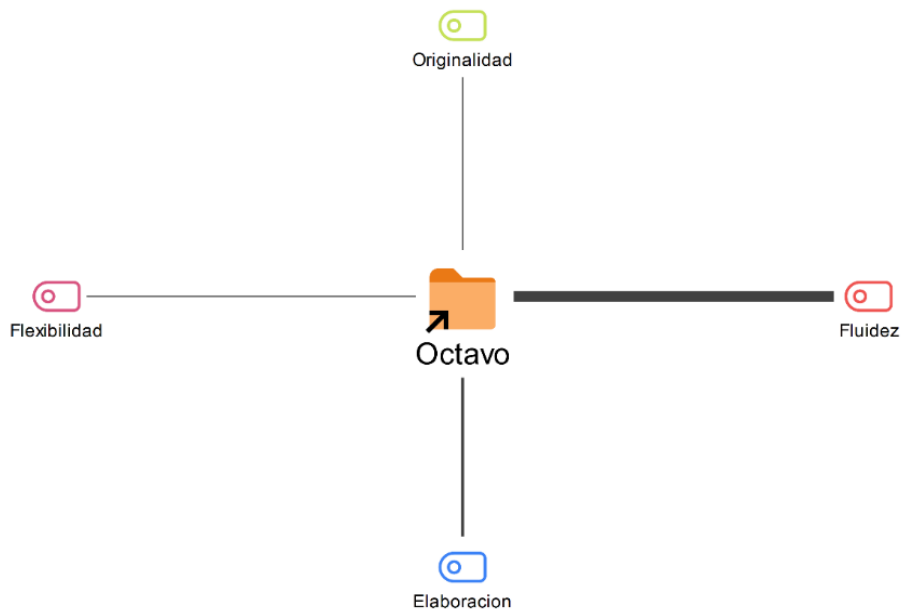 Originalidad
Flexibilidad
Octavo
Fluidez
Elaboracion